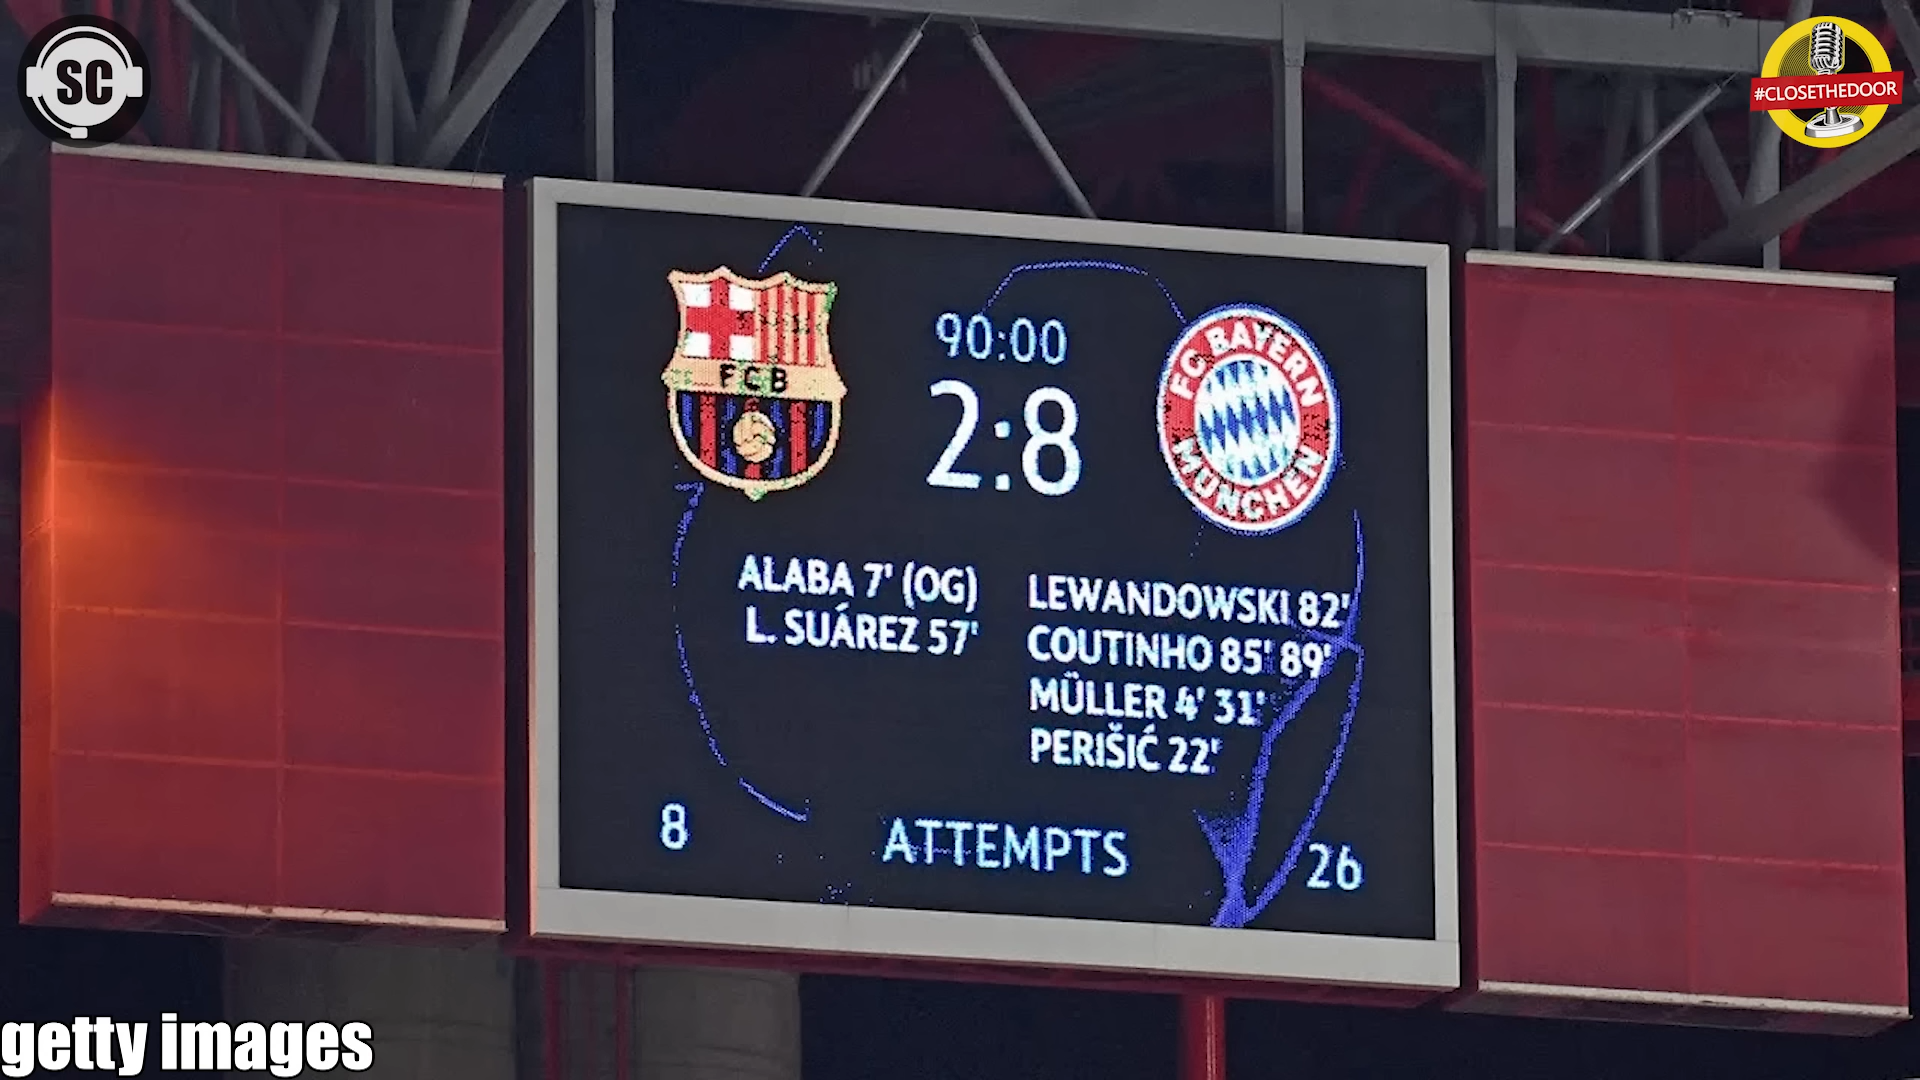 SC
#CLOSETHEDOOR
90:00
2:8
FCB
FC BAYERN
MÜNCHEN
ALABA 7' (OG)
L. SUÁREZ 57'
LEWANDOWSKI 82'
COUTINHO 85' 89'
MÜLLER 4' 31'
PERIŠIĆ 22'
8 ATTEMPTS 26
getty images